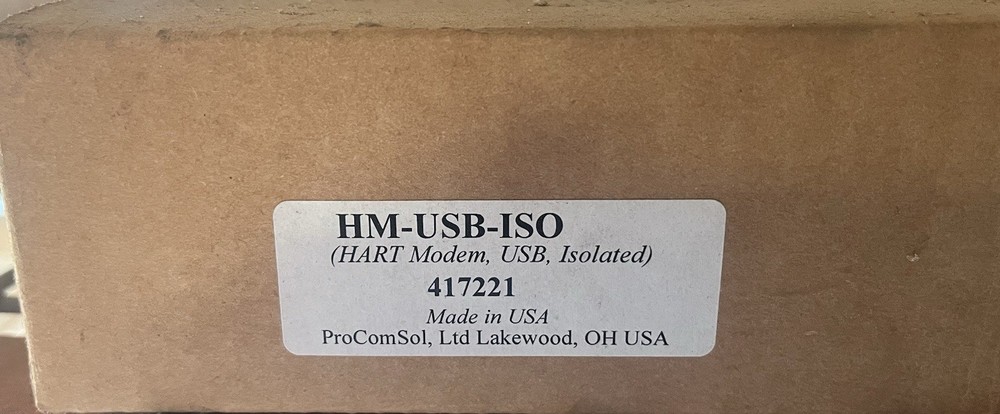 HM-USB-ISO
(HART Modem, USB, Isolated)
417221
Made in USA
ProComSol, Ltd Lakewood, OH USA